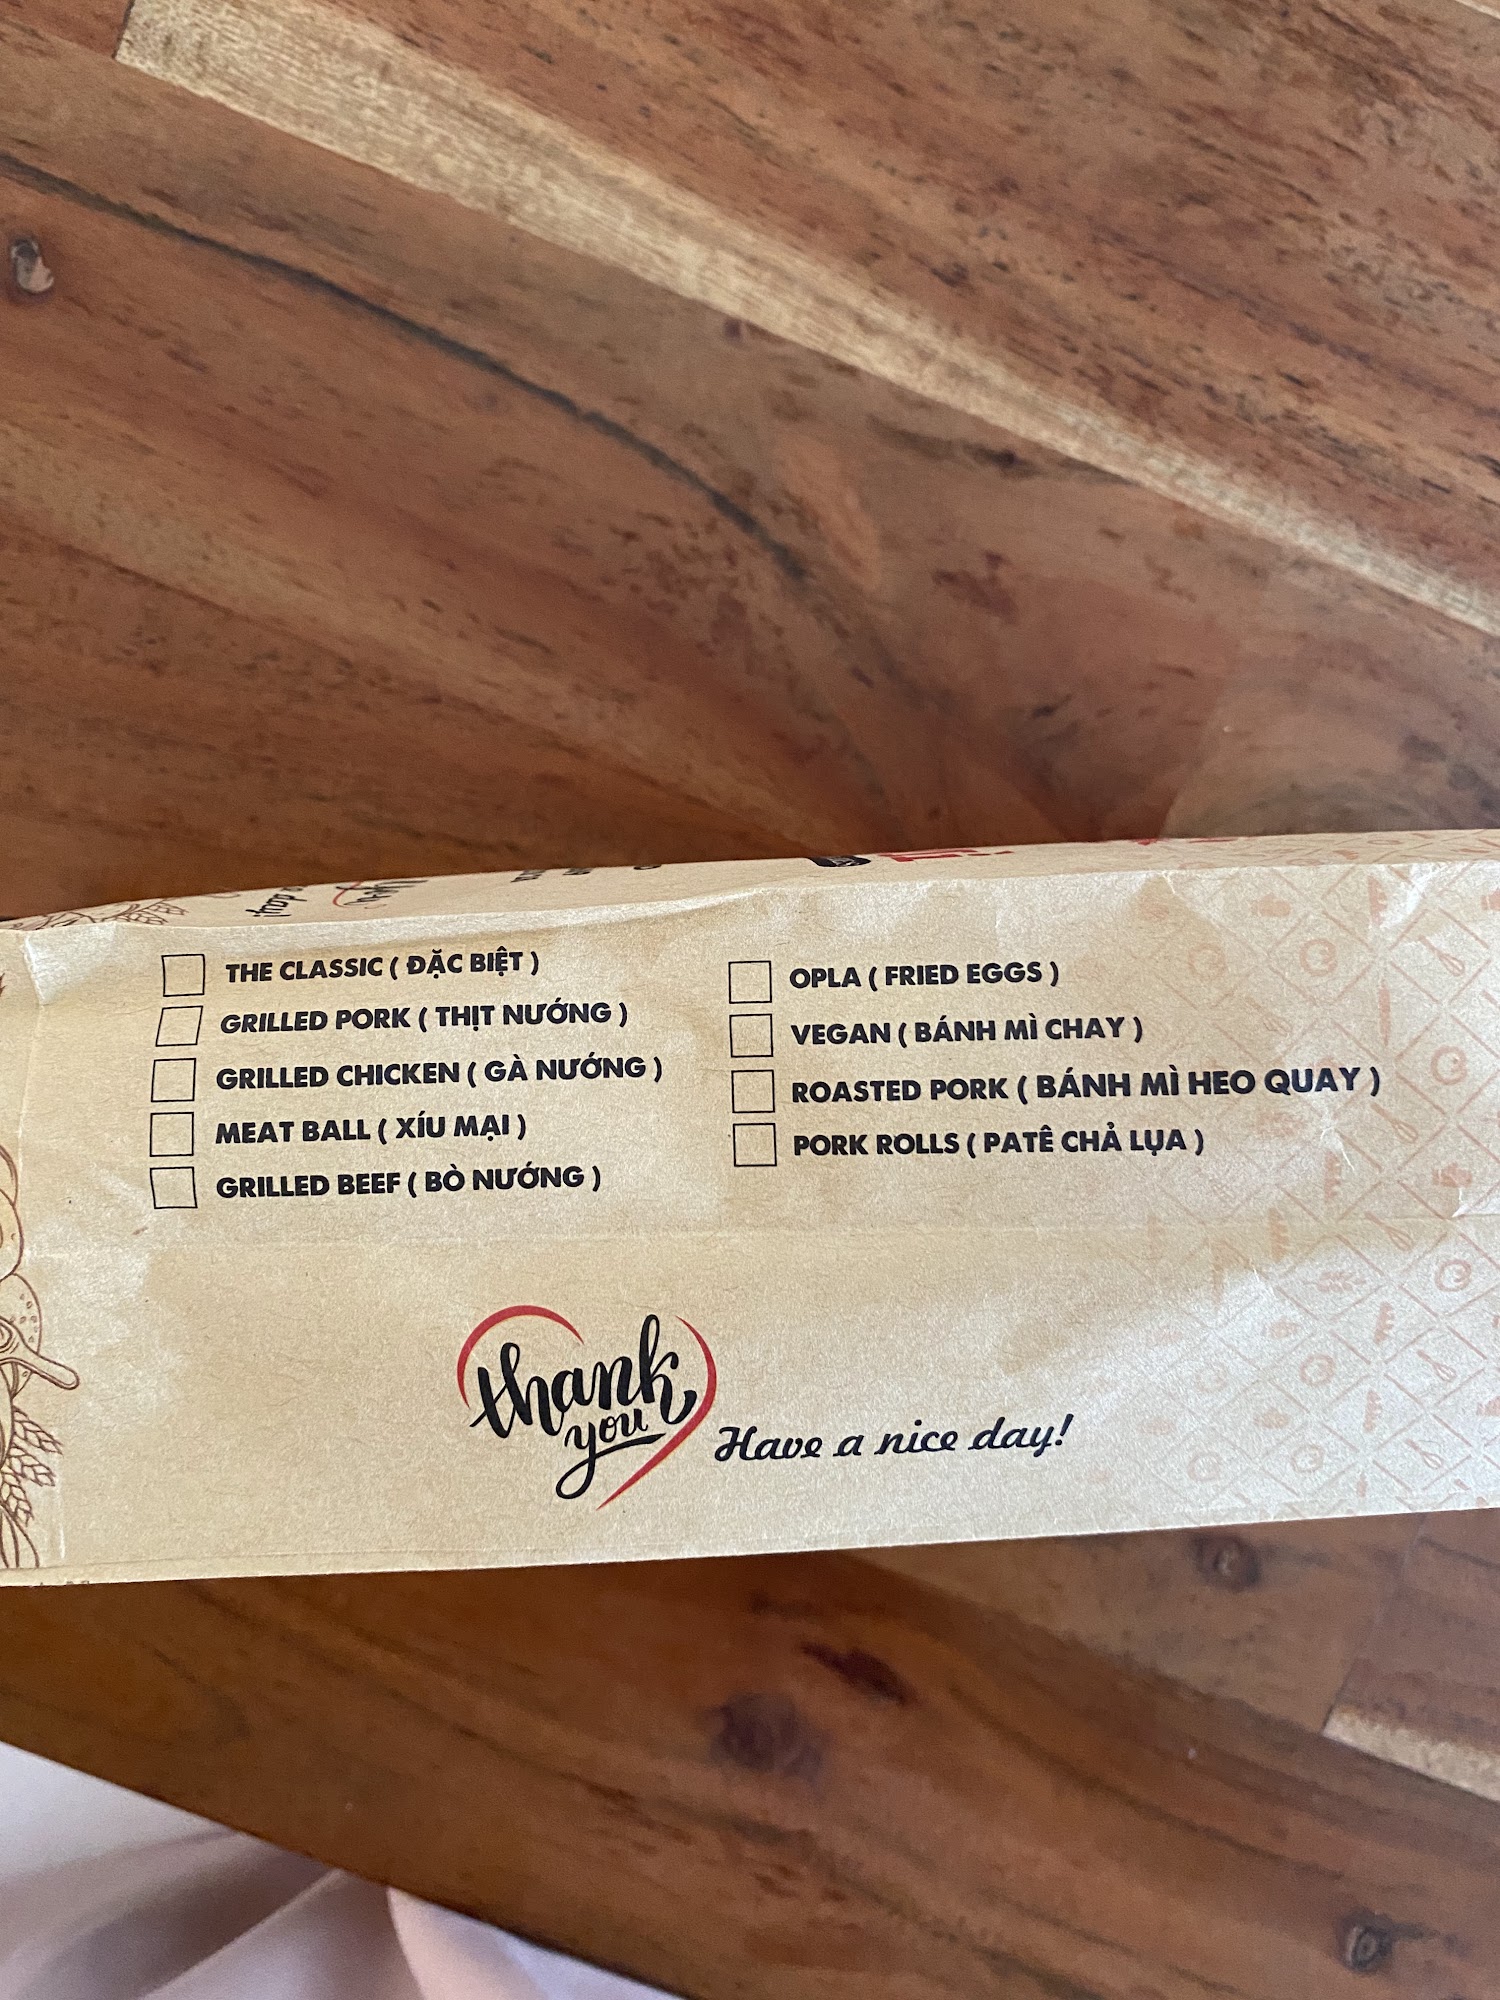 THE CLASSIC ( ĐẶC BIỆT )
GRILLED PORK ( THỊT NƯỚNG )
GRILLED CHICKEN ( GÀ NƯỚNG )
MEAT BALL ( XÍU MẠI )
GRILLED BEEF ( BÒ NƯỚNG )
OPLA ( FRIED EGGS )
VEGAN ( BÁNH MÌ CHAY )
ROASTED PORK ( BÁNH MÌ HEO QUAY )
PORK ROLLS ( PATÊ CHẢ LỤA )
thank
you
Have a nice day!